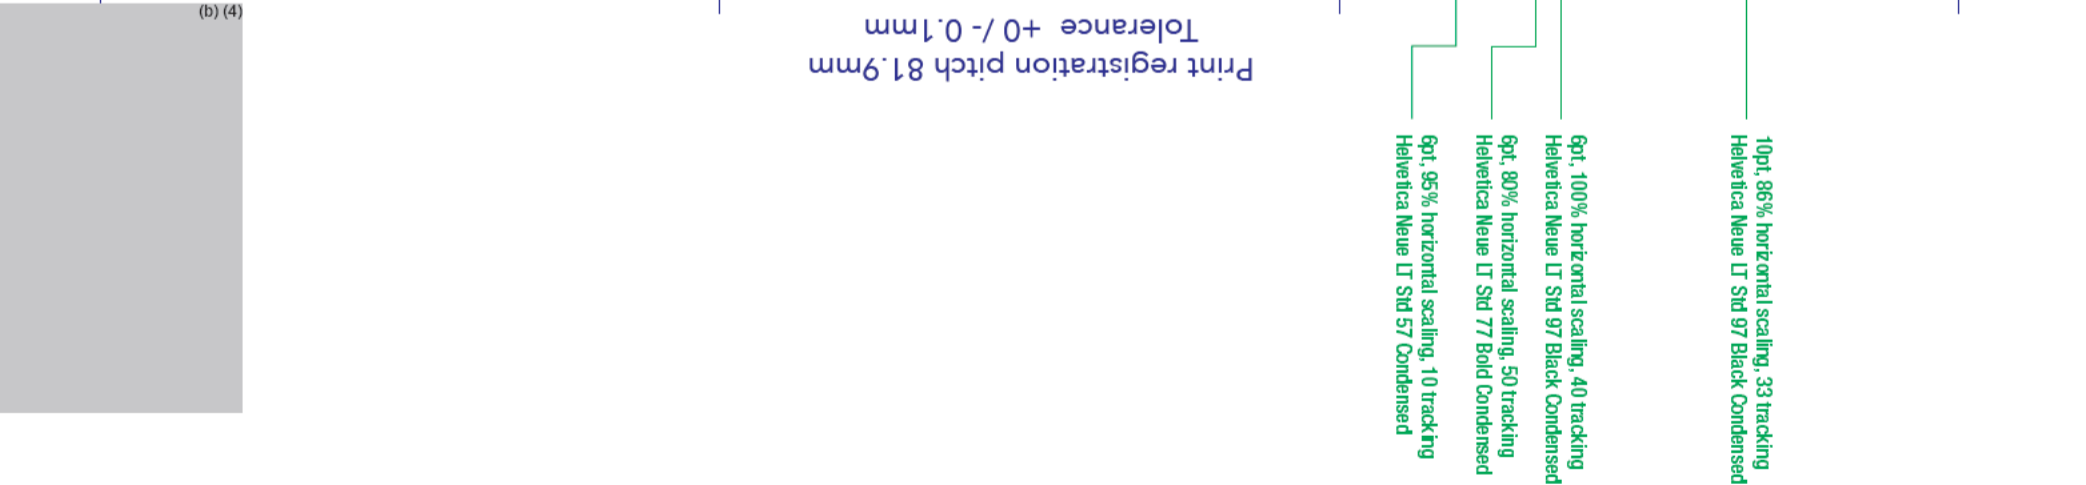 (b) (4)
Print registration pitch 81.9mm
Tolerance +0 /- 0.1mm
6pt, 95% horizontal scaling, 10 tracking
Helvetica Neue LT Std 57 Condensed
6pt, 80% horizontal scaling, 50 tracking
Helvetica Neue LT Std 77 Bold Condensed
6pt, 100% horizontal scaling, 40 tracking
Helvetica Neue LT Std 97 Black Condensed
10pt, 86% horizontal scaling, 33 tracking
Helvetica Neue LT Std 97 Black Condensed